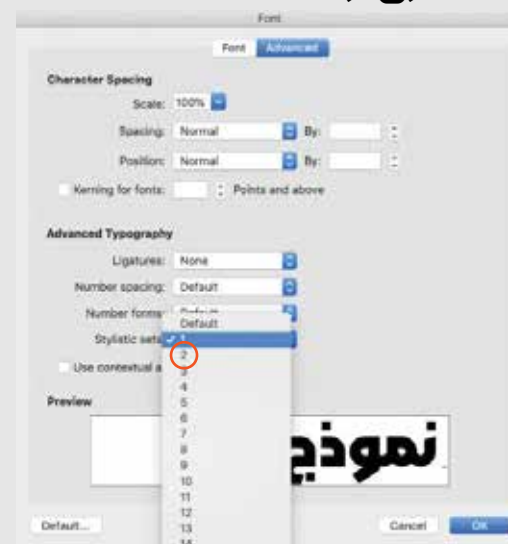 Font
Font Advanced
Character Spacing
Scale: 100%
Spacing: Normal By:
Position: Normal By:
Kerning for fonts: Points and above
Advanced Typography
Ligatures: None
Number spacing: Default
Number forms:
Default
Stylistic sets: ✓ 1
2
Use contextual a
3
4
Preview
5
6
7
8
نموذج
9
10
11
12
Default... Cancel OK
13
14